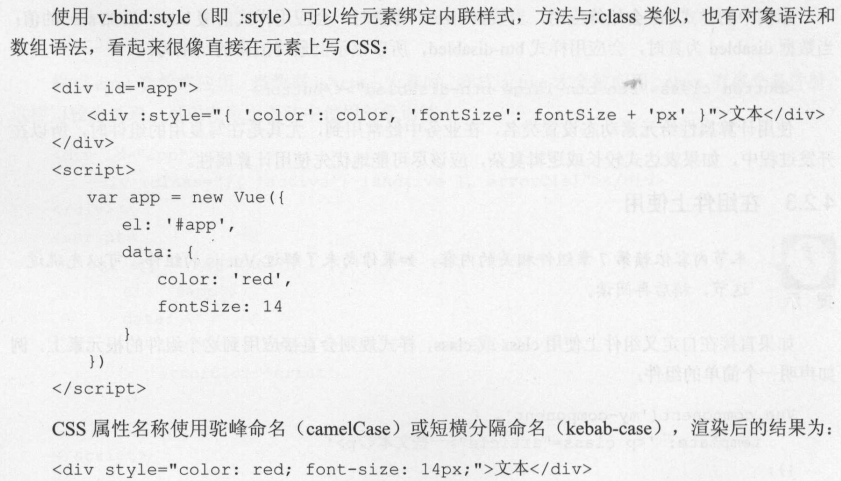 使用 v-bind:style（即 :style）可以给元素绑定内联样式，方法与:class 类似，也有对象语法和
数组语法，看起来很像直接在元素上写 CSS：
<div id="app">
<div :style="{ 'color': color, 'fontSize': fontSize + 'px' }">文本</div>
</div>
<script>
var app = new Vue({
el: '#app',
data: {
color: 'red',
fontSize: 14
}
})
</script>
CSS 属性名称使用驼峰命名（camelCase）或短横分隔命名（kebab-case），渲染后的结果为：
<div style="color: red; font-size: 14px;">文本</div>